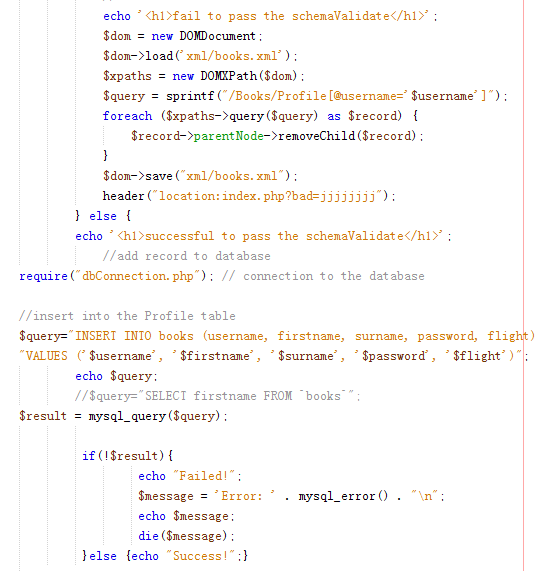 echo '<h1>fail to pass the schemaValidate</h1>';
$dom = new DOMDocument;
$dom->load('xml/books.xml');
$xpaths = new DOMXPath($dom);
$query = sprintf("/Books/Profile[@username='$username']");
foreach ($xpaths->query($query) as $record) {
$record->parentNode->removeChild($record);
}
$dom->save("xml/books.xml");
header("location:index.php?bad=jjjjjjjj");
} else {
echo '<h1>successful to pass the schemaValidate</h1>';
//add record to database
require("dbConnection.php"); // connection to the database
//insert into the Profile table
$query="INSERT INTO books (username, firstname, surname, password, flight)
"VALUES ('$username', '$firstname', '$surname', '$password', '$flight')";
echo $query;
//$query="SELECT firstname FROM `books`";
$result = mysql_query($query);
if(!$result){
echo "Failed!";
$message = 'Error: ' . mysql_error() . "\n";
echo $message;
die($message);
}else {echo "Success!";}